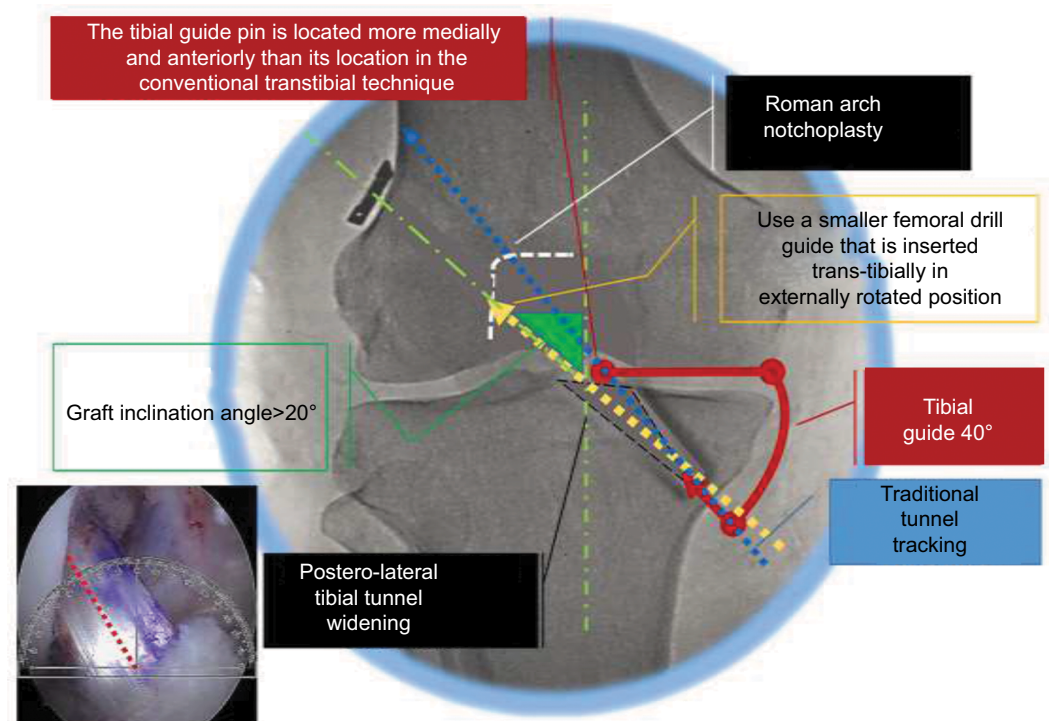 The tibial guide pin is located more medially
and anteriorly than its location in the
conventional transtibial technique
Roman arch
notchoplasty
Use a smaller femoral drill
guide that is inserted
trans-tibially in
externally rotated position
Graft inclination angle>20°
Tibial
guide 40°
Traditional
tunnel
tracking
Postero-lateral
tibial tunnel
widening